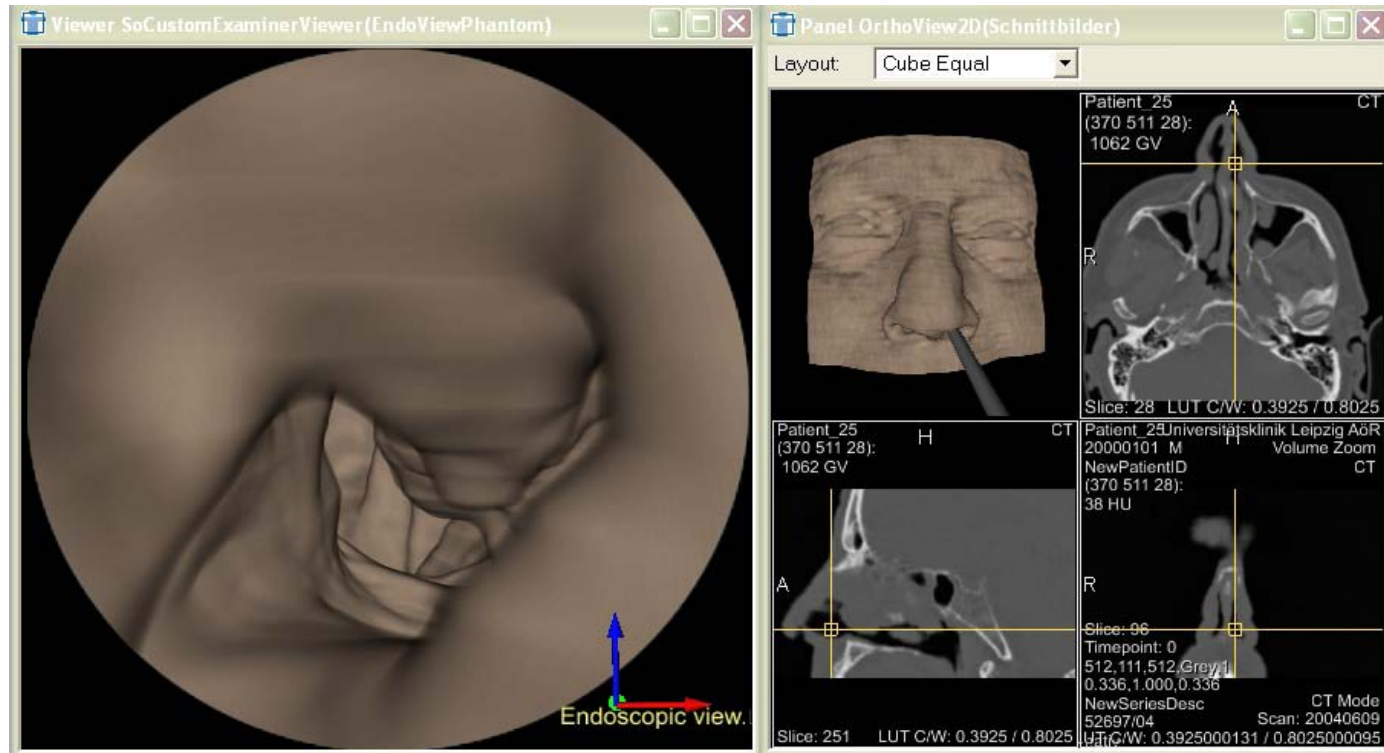 Viewer SoCustomExaminerViewer(EndoViewPhantom)
Endoscopic view.
Panel OrthoView2D(Schnittbilder)
Layout: Cube Equal
Patient_25 A CT
(370 511 28):
1062 GV
R
Slice: 28 LUT C/W: 0.3925 / 0.8025
Patient_25 H CT
(370 511 28):
1062 GV
A
Slice: 251 LUT C/W: 0.3925 / 0.8025
Patient_25 Universitätsklinik Leipzig AöR
20000101 M H Volume Zoom
NewPatientID CT
(370 511 28):
38 HU
R
Slice: 96
Timepoint: 0
512,111,512,Grey,1
0.336,1.000,0.336
NewSeriesDesc CT Mode
52697/04 Scan: 20040609
UT C/W: 0.3925000131 / 0.8025000095